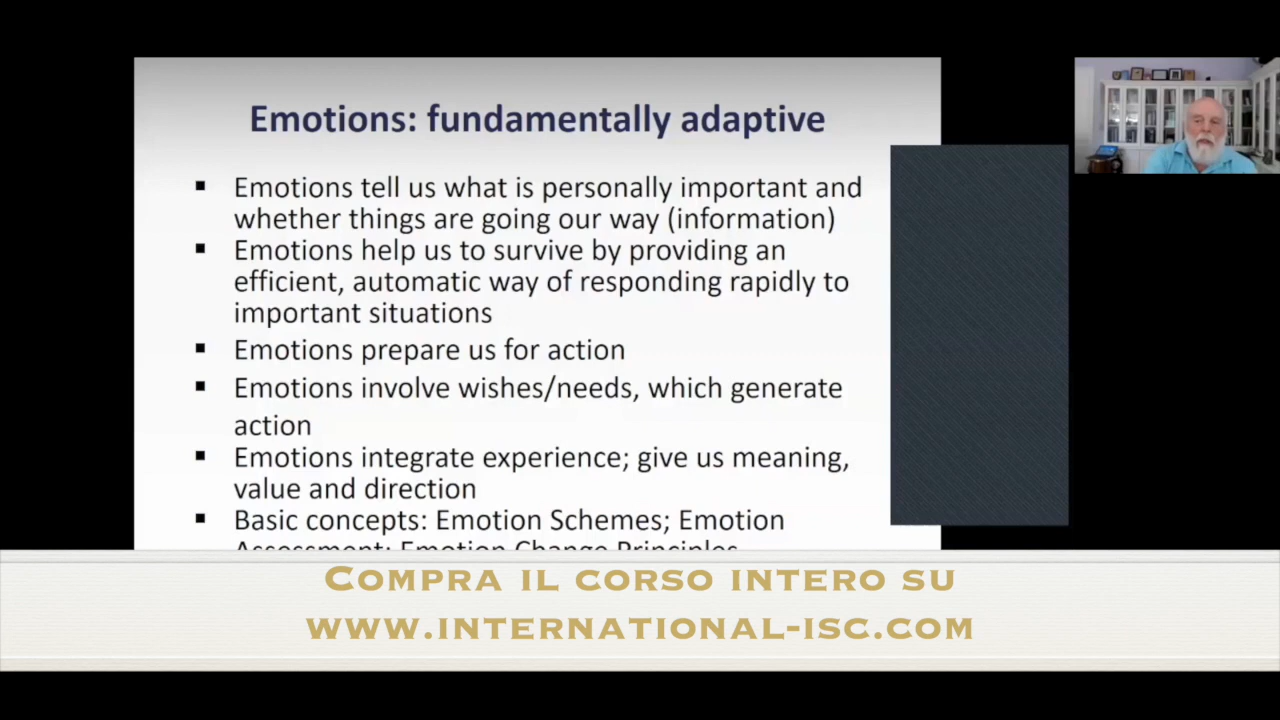 Emotions: fundamentally adaptive
▪ Emotions tell us what is personally important and
whether things are going our way (information)
▪ Emotions help us to survive by providing an
efficient, automatic way of responding rapidly to
important situations
▪ Emotions prepare us for action
▪ Emotions involve wishes/needs, which generate
action
▪ Emotions integrate experience; give us meaning,
value and direction
▪ Basic concepts: Emotion Schemes; Emotion
Assessment; Emotion Change Principles
Compra il corso intero su
www.international-isc.com